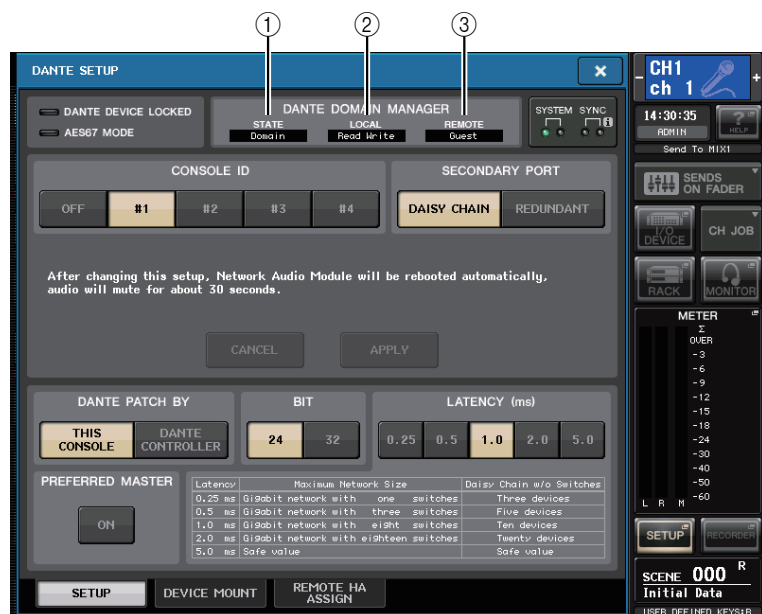 ① ② ③
DANTE SETUP
×
DANTE DEVICE LOCKED
AES67 MODE
DANTE DOMAIN MANAGER
STATE LOCAL REMOTE
Domain Read Write Guest
SYSTEM SYNC
CONSOLE ID
OFF #1 #2 #3 #4
SECONDARY PORT
DAISY CHAIN REDUNDANT
After changing this setup, Network Audio Module will be rebooted automatically,
audio will mute for about 30 seconds.
CANCEL APPLY
DANTE PATCH BY
THIS CONSOLE
DANTE CONTROLLER
BIT
24 32
LATENCY (ms)
0.25 0.5 1.0 2.0 5.0
PREFERRED MASTER
ON
Latency Maximum Network Size Daisy Chain w/o Switches
0.25 ms Gigabit network with one switches Three devices
0.5 ms Gigabit network with three switches Five devices
1.0 ms Gigabit network with eight switches Ten devices
2.0 ms Gigabit network with eighteen switches Twenty devices
5.0 ms Safe value Safe value
SETUP DEVICE MOUNT REMOTE HA ASSIGN
CH1
- ch 1 +
14:30:35
ADMIN
?
HELP
Send To MIX1
SENDS ON FADER
I/O DEVICE
CH JOB
RACK
MONITOR
METER
Σ
OVER
-3
-6
-9
-12
-15
-18
-24
-30
-40
-50
-60
L R M
SETUP
RECORDER
SCENE 000 R
Initial Data
USER DEFINED KEYS:B